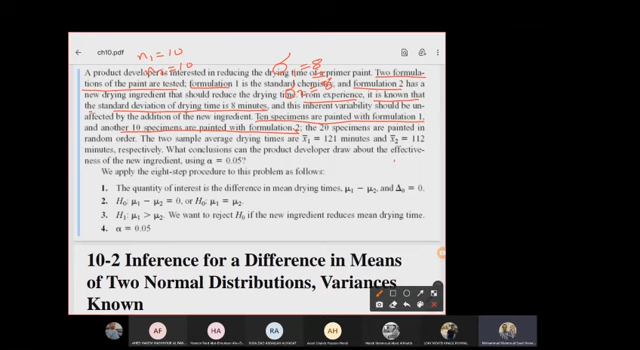 ch10.pdf
n₁ = 10
n₂ = 10
σ₁ = 8
A product developer is interested in reducing the drying time of a primer paint. Two formula-
tions of the paint are tested; formulation 1 is the standard chemistry, and formulation 2 has a
new drying ingredient that should reduce the drying time. From experience, it is known that
the standard deviation of drying time is 8 minutes, and this inherent variability should be un-
affected by the addition of the new ingredient. Ten specimens are painted with formulation 1,
and another 10 specimens are painted with formulation 2; the 20 specimens are painted in
random order. The two sample average drying times are x̄₁ = 121 minutes and x̄₂ = 112
minutes, respectively. What conclusions can the product developer draw about the effective-
ness of the new ingredient, using α = 0.05?
We apply the eight-step procedure to this problem as follows:
1. The quantity of interest is the difference in mean drying times, μ₁ − μ₂, and Δ₀ = 0.
2. H₀: μ₁ − μ₂ = 0, or H₀: μ₁ = μ₂.
3. H₁: μ₁ > μ₂. We want to reject H₀ if the new ingredient reduces mean drying time.
4. α = 0.05
10-2 Inference for a Difference in Means
of Two Normal Distributions, Variances
Known
AF
HA
RA
AH